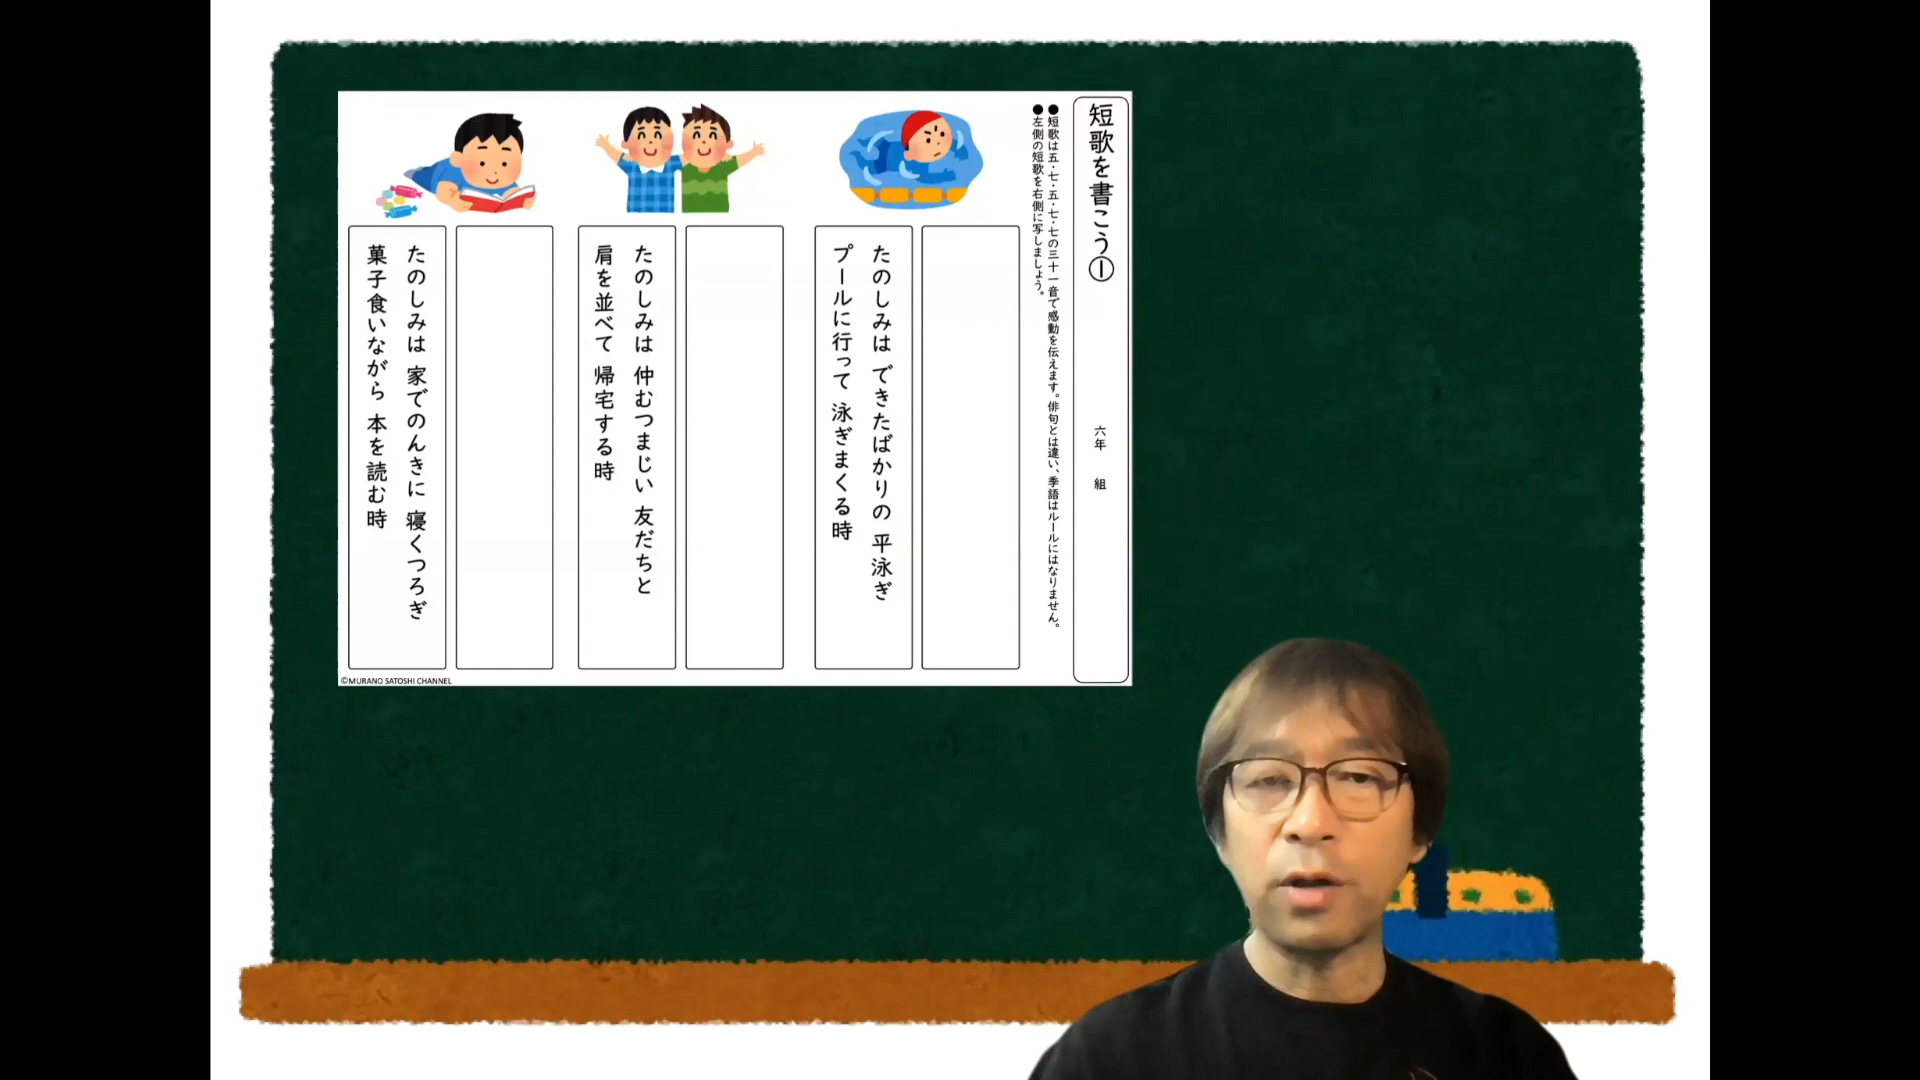 短歌を書こう①
六年 組
●短歌は五・七・五・七・七の三十一音で感動を伝えます。俳句とは違い、季語はルールにはなりません。
●左側の短歌を右側に写しましょう。
たのしみは できたばかりの 平泳ぎ
プールに行って 泳ぎまくる時
たのしみは 仲むつまじい 友だちと
肩を並べて 帰宅する時
たのしみは 家でのんきに 寝くつろぎ
菓子食いながら 本を読む時
©MURANO SATOSHI CHANNEL